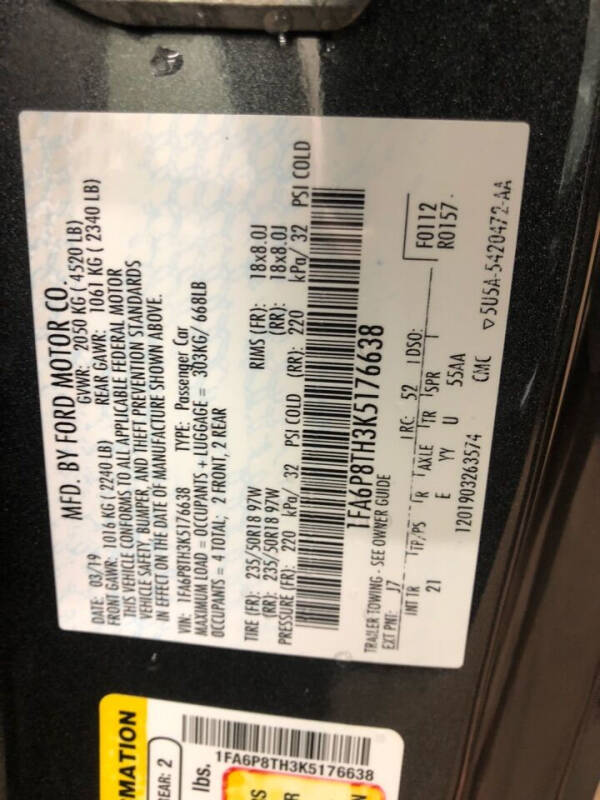 MFD. BY FORD MOTOR CO.
DATE: 03/19 GVWR: 2050 KG ( 4520 LB)
FRONT GAWR: 1016 KG ( 2240 LB) REAR GAWR: 1061 KG ( 2340 LB)
THIS VEHICLE CONFORMS TO ALL APPLICABLE FEDERAL MOTOR
VEHICLE SAFETY, BUMPER, AND THEFT PREVENTION STANDARDS
IN EFFECT ON THE DATE OF MANUFACTURE SHOWN ABOVE.
VIN: 1FA6P8TH3K5176638 TYPE: Passenger Car
MAXIMUM LOAD = OCCUPANTS + LUGGAGE = 303KG/ 668LB
OCCUPANTS = 4 TOTAL; 2 FRONT, 2 REAR
TIRE (FR): 235/50R18 97W RIMS (FR): 18x8.0J
(RR): 235/50R18 97W (RR): 18x8.0J
PRESSURE (FR): 220 kPa/ 32 PSI COLD (RR): 220 kPa/ 32 PSI COLD
1FA6P8TH3K5176638
TRAILER TOWING - SEE OWNER GUIDE
EXT PNT: J7 RC: 52 DSO: F0112
INT TR TP/PS R AXLE TR SPR R0157
21 E YY U 55AA
1201903263574 CMC ▽5U5A-5420472-AA
MATION
EAR: 2
lbs.
1FA6P8TH3K5176638